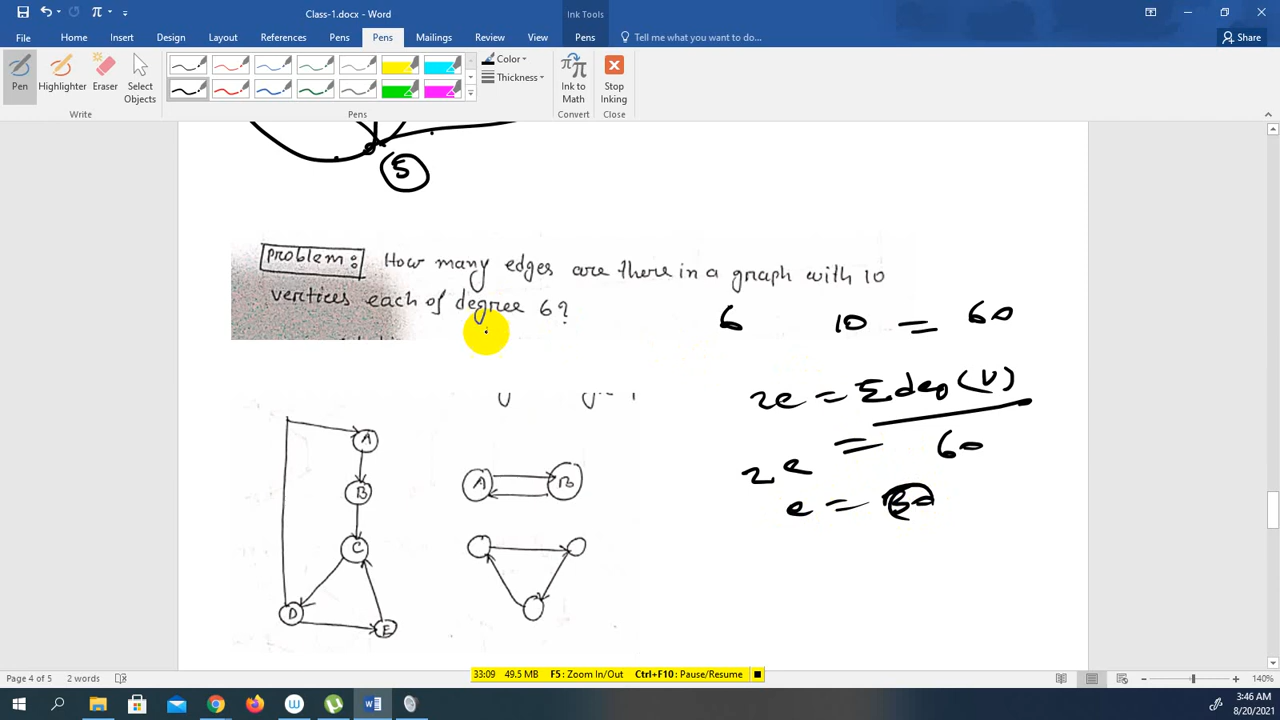 Class-1.docx - Word
Ink Tools
File
Home
Insert
Design
Layout
References
Pens
Pens
Mailings
Review
View
Pens
Tell me what you want to do...
Share
Pen
Highlighter
Eraser
Select Objects
Color
Thickness
Ink to Math
Stop Inking
Write
Pens
Convert
Close
5
Problem: How many edges are there in a graph with 10
vertices each of degree 6?
6 10 = 60
2e = Σ deg (V)
2e = 60
e = 30
A
B
C
D
E
A B
33:09 49.5 MB F5: Zoom In/Out Ctrl+F10: Pause/Resume
Page 4 of 5 2 words
140%
3:46 AM
8/20/2021